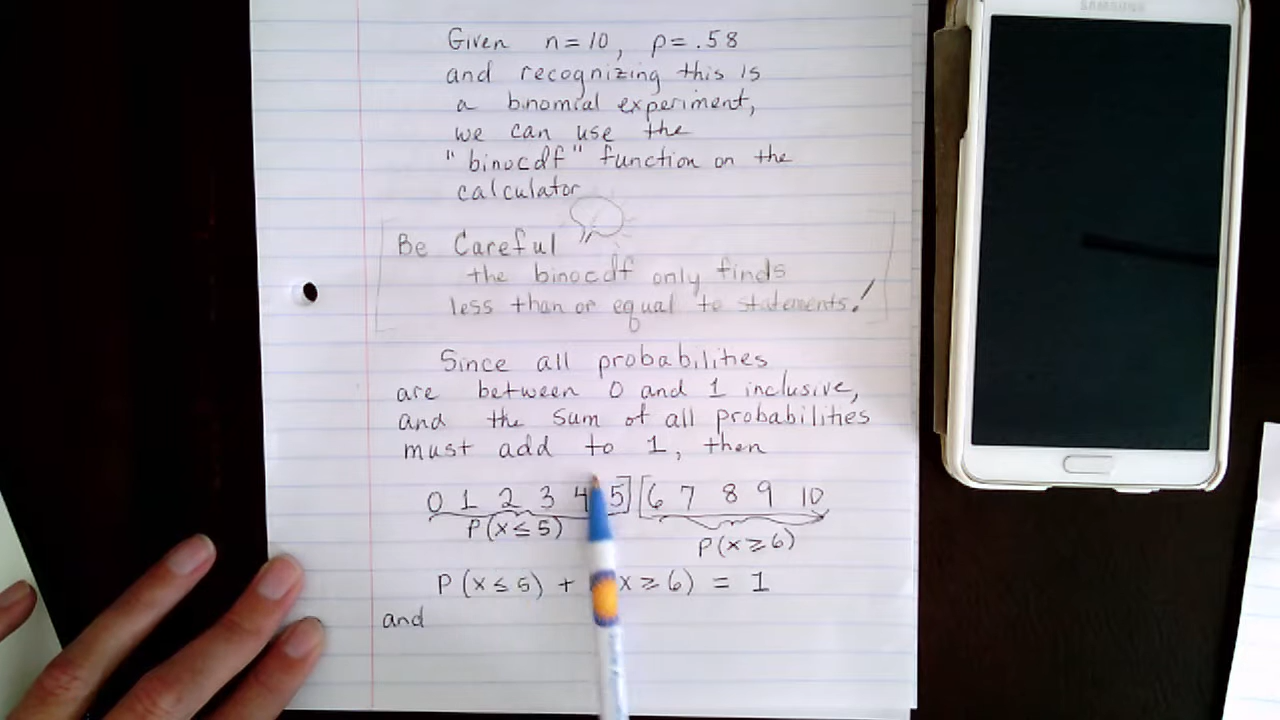 SAMSUNG
Given n=10, p=.58
and recognizing this is
a binomial experiment,
we can use the
"binocdf" function on the
calculator
Be Careful
the binocdf only finds
less than or equal to statements!
Since all probabilities
are between 0 and 1 inclusive,
and the sum of all probabilities
must add to 1, then
0 1 2 3 4 5] [6 7 8 9 10
P(x≤5)
P(x≥6)
P(x≤5) + (x≥6) = 1
and